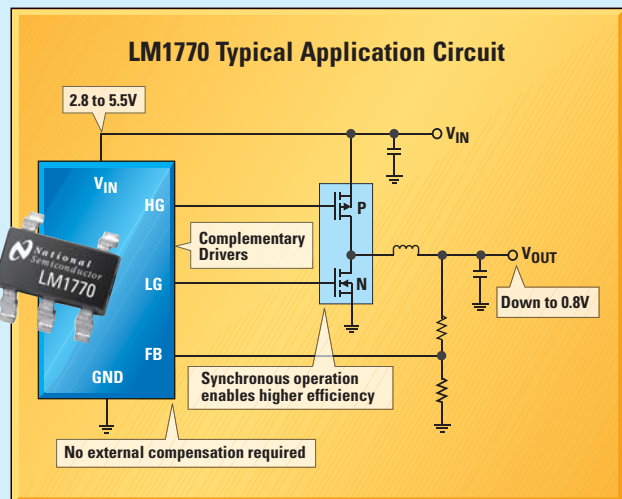 LM1770 Typical Application Circuit
2.8 to 5.5V
VIN
VIN
HG
P
Complementary
Drivers
National
Semiconductor
LM1770
LG
N
VOUT
Down to 0.8V
FB
Synchronous operation
enables higher efficiency
GND
No external compensation required